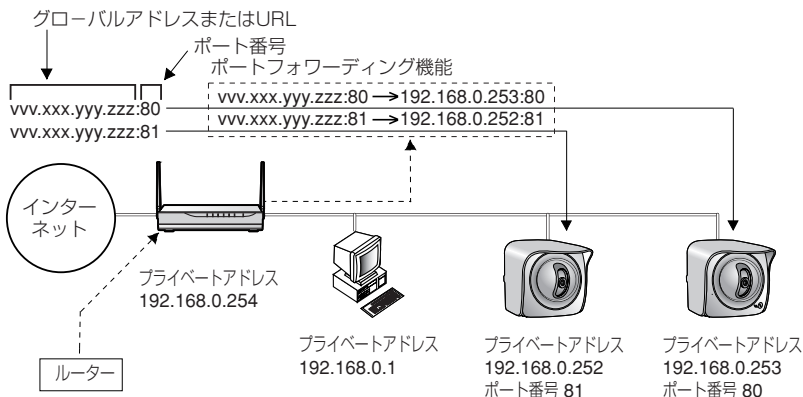 グローバルアドレスまたはURL
ポート番号
ポートフォワーディング機能
vvv.xxx.yyy.zzz:80
vvv.xxx.yyy.zzz:81
vvv.xxx.yyy.zzz:80→192.168.0.253:80
vvv.xxx.yyy.zzz:81→192.168.0.252:81
インター
ネット
プライベートアドレス
192.168.0.254
ルーター
プライベートアドレス
192.168.0.1
プライベートアドレス
192.168.0.252
ポート番号 81
プライベートアドレス
192.168.0.253
ポート番号 80